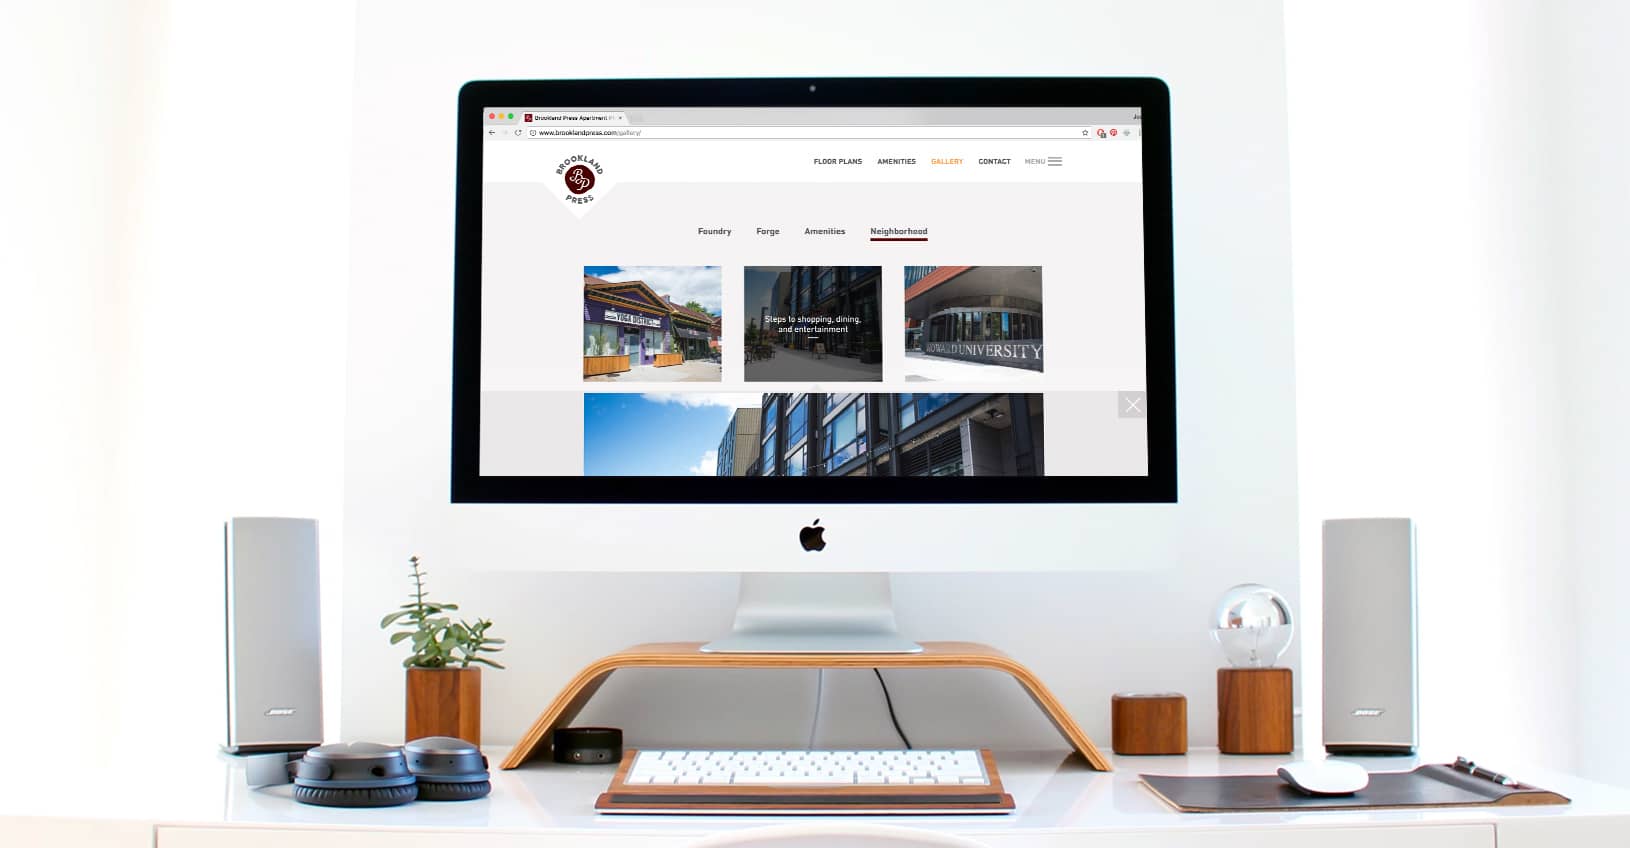 Brookland Press Apartment
www.brooklandpress.com/gallery/
BROOKLAND
BP
PRESS
FLOOR PLANS AMENITIES GALLERY CONTACT MENU
Foundry Forge Amenities Neighborhood
YOGA DISTRICT
Steps to shopping, dining,
and entertainment
HOWARD UNIVERSITY
BOSE
BOSE